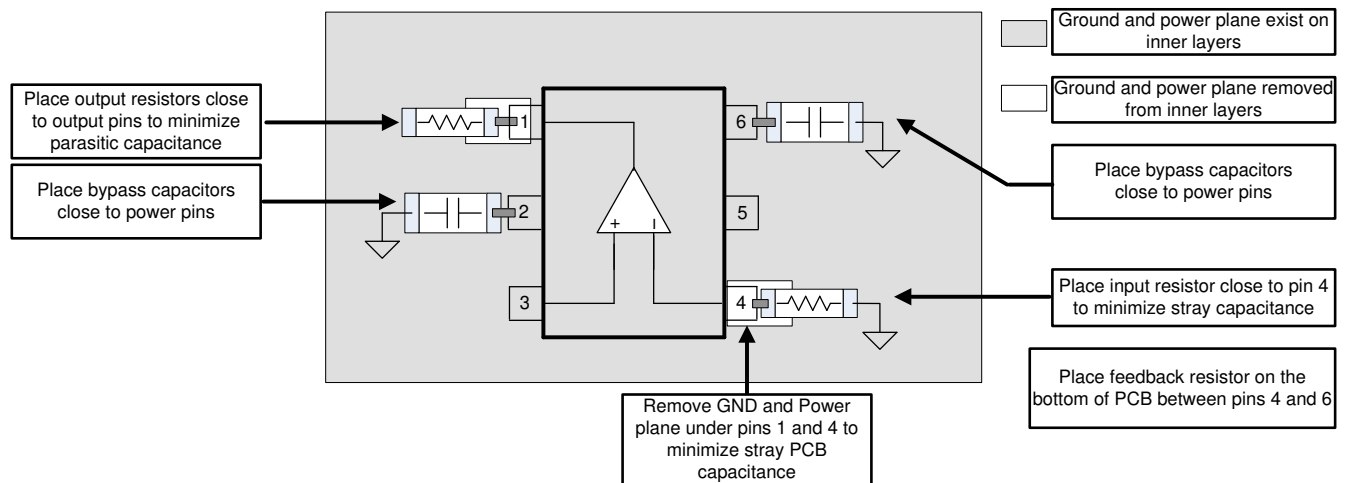 Ground and power plane exist on
inner layers
Ground and power plane removed
from inner layers
Place output resistors close
to output pins to minimize
parasitic capacitance
Place bypass capacitors
close to power pins
1
2
3
6
5
4
+
–
Place bypass capacitors
close to power pins
Place input resistor close to pin 4
to minimize stray capacitance
Place feedback resistor on the
bottom of PCB between pins 4 and 6
Remove GND and Power
plane under pins 1 and 4 to
minimize stray PCB
capacitance